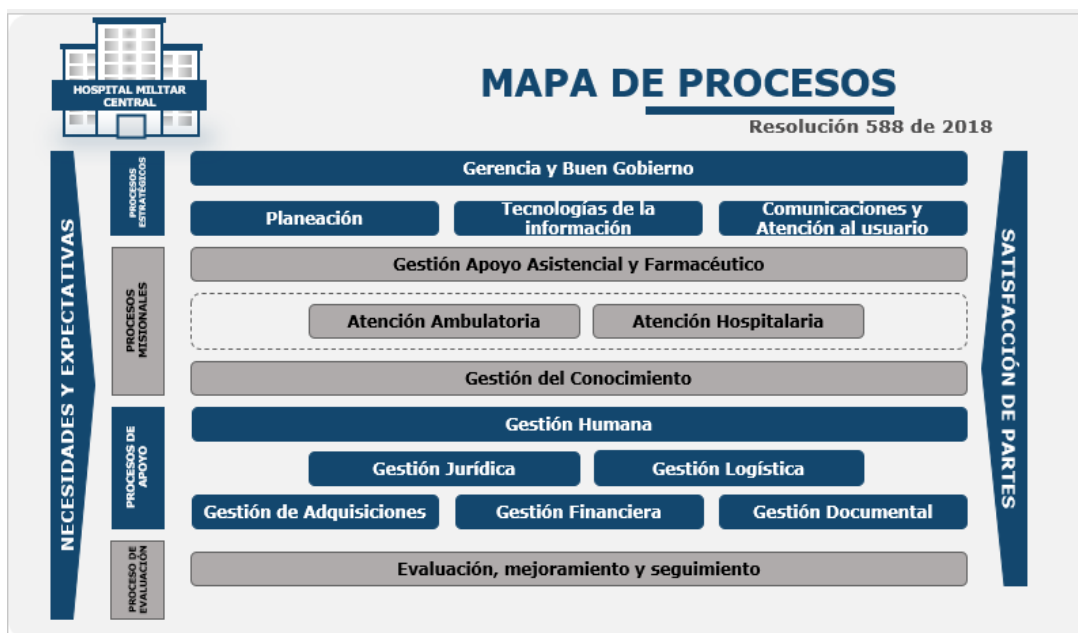 HOSPITAL MILITAR
CENTRAL
MAPA DE PROCESOS
Resolución 588 de 2018
NECESIDADES Y EXPECTATIVAS
PROCESOS
ESTRATÉGICOS
Gerencia y Buen Gobierno
Planeación
Tecnologías de la
información
Comunicaciones y
Atención al usuario
PROCESOS
MISIONALES
Gestión Apoyo Asistencial y Farmacéutico
Atención Ambulatoria
Atención Hospitalaria
Gestión del Conocimiento
PROCESOS DE
APOYO
Gestión Humana
Gestión Jurídica
Gestión Logística
Gestión de Adquisiciones
Gestión Financiera
Gestión Documental
PROCESO DE
EVALUACIÓN
Evaluación, mejoramiento y seguimiento
SATISFACCIÓN DE PARTES